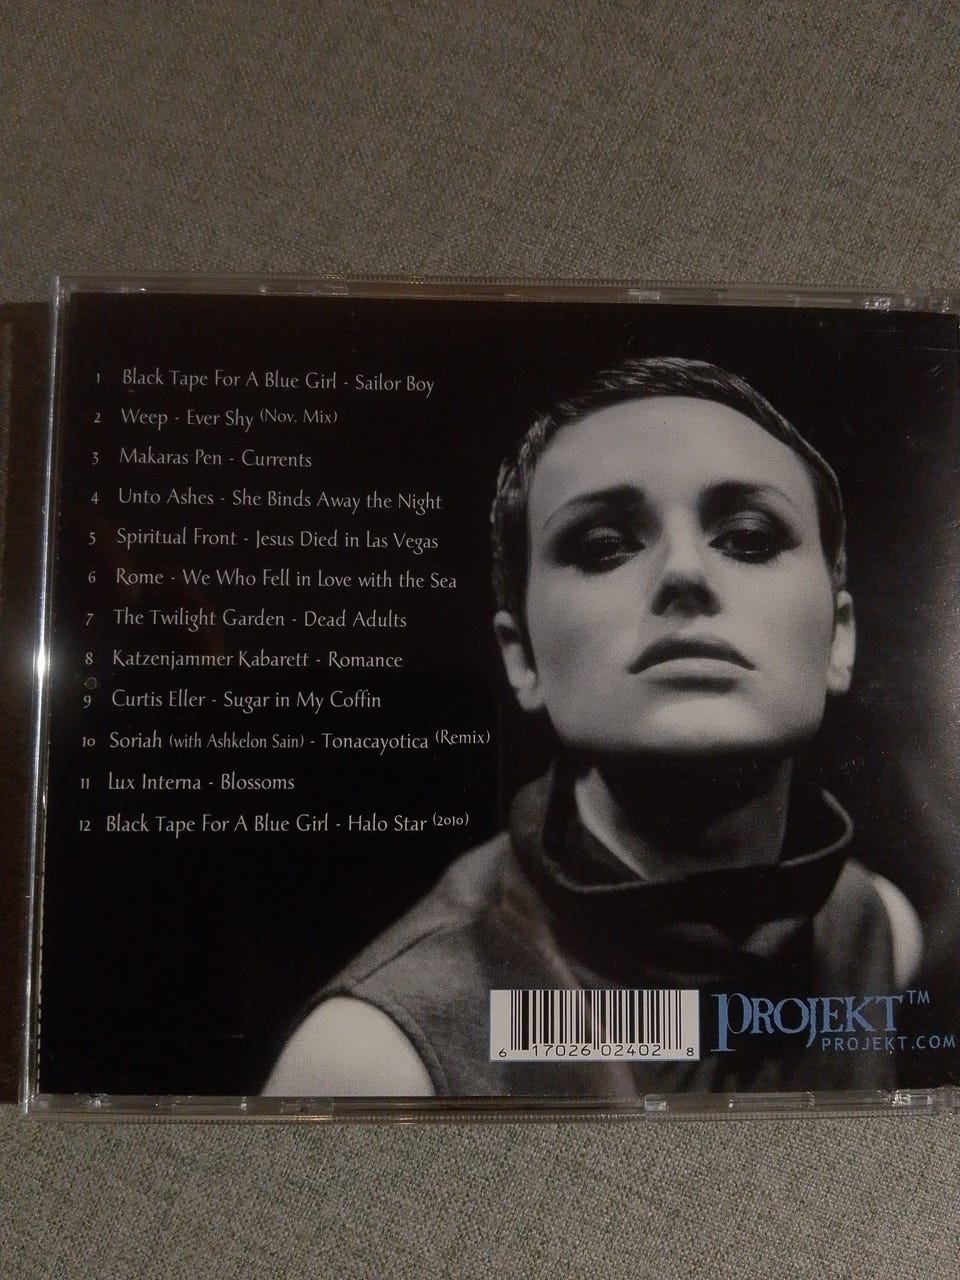 1 Black Tape For A Blue Girl - Sailor Boy
2 Weep - Ever Shy (Nov. Mix)
3 Makaras Pen - Currents
4 Unto Ashes - She Binds Away the Night
5 Spiritual Front - Jesus Died in Las Vegas
6 Rome - We Who Fell in Love with the Sea
7 The Twilight Garden - Dead Adults
8 Katzenjammer Kabarett - Romance
9 Curtis Eller - Sugar in My Coffin
10 Soriah (with Ashkelon Sain) - Tonacayotica (Remix)
11 Lux Interna - Blossoms
12 Black Tape For A Blue Girl - Halo Star (2010)
6 17026 02402 8
PROJEKT™
PROJEKT.COM